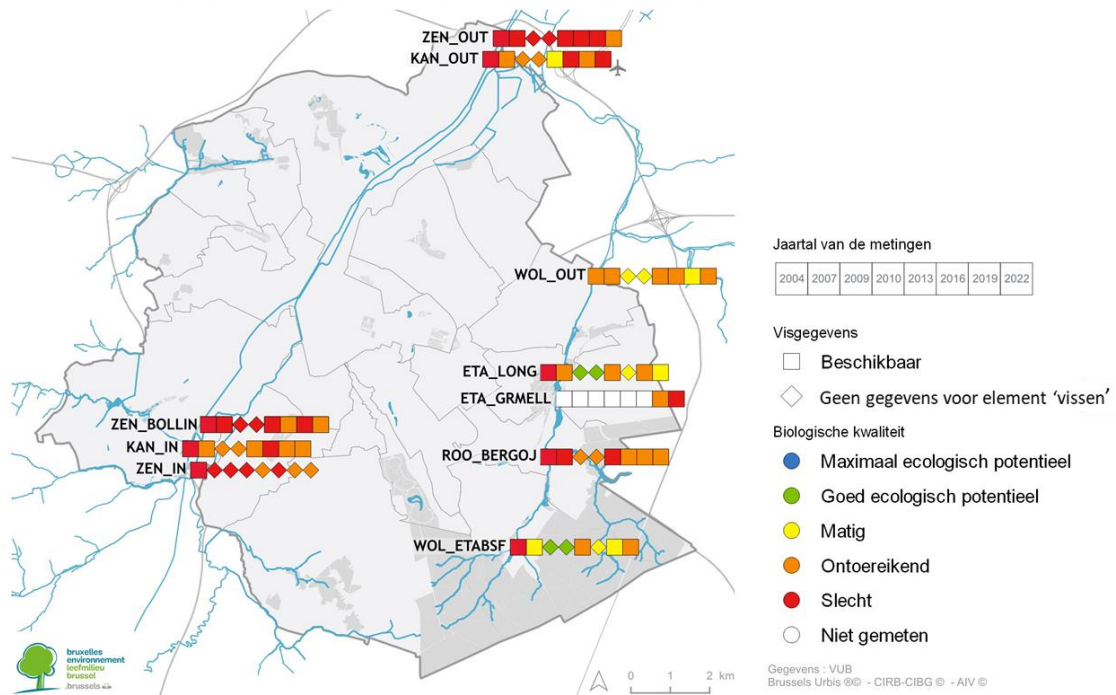 ZEN_OUT
KAN_OUT
WOL_OUT
ETA_LONG
ETA_GRMELL
ZEN_BOLLIN
KAN_IN
ZEN_IN
ROO_BERGOJ
WOL_ETABSF
Jaartal van de metingen
2004 2007 2009 2010 2013 2016 2019 2022
Visgegevens
Beschikbaar
Geen gegevens voor element ‘vissen’
Biologische kwaliteit
Maximaal ecologisch potentieel
Goed ecologisch potentieel
Matig
Ontoereikend
Slecht
Niet gemeten
Gegevens : VUB
Brussels Urbis ®© - CIRB-CIBG © - AIV ©
0 1 2 km
bruxelles
environnement
leefmilieu
brussel
.brussels